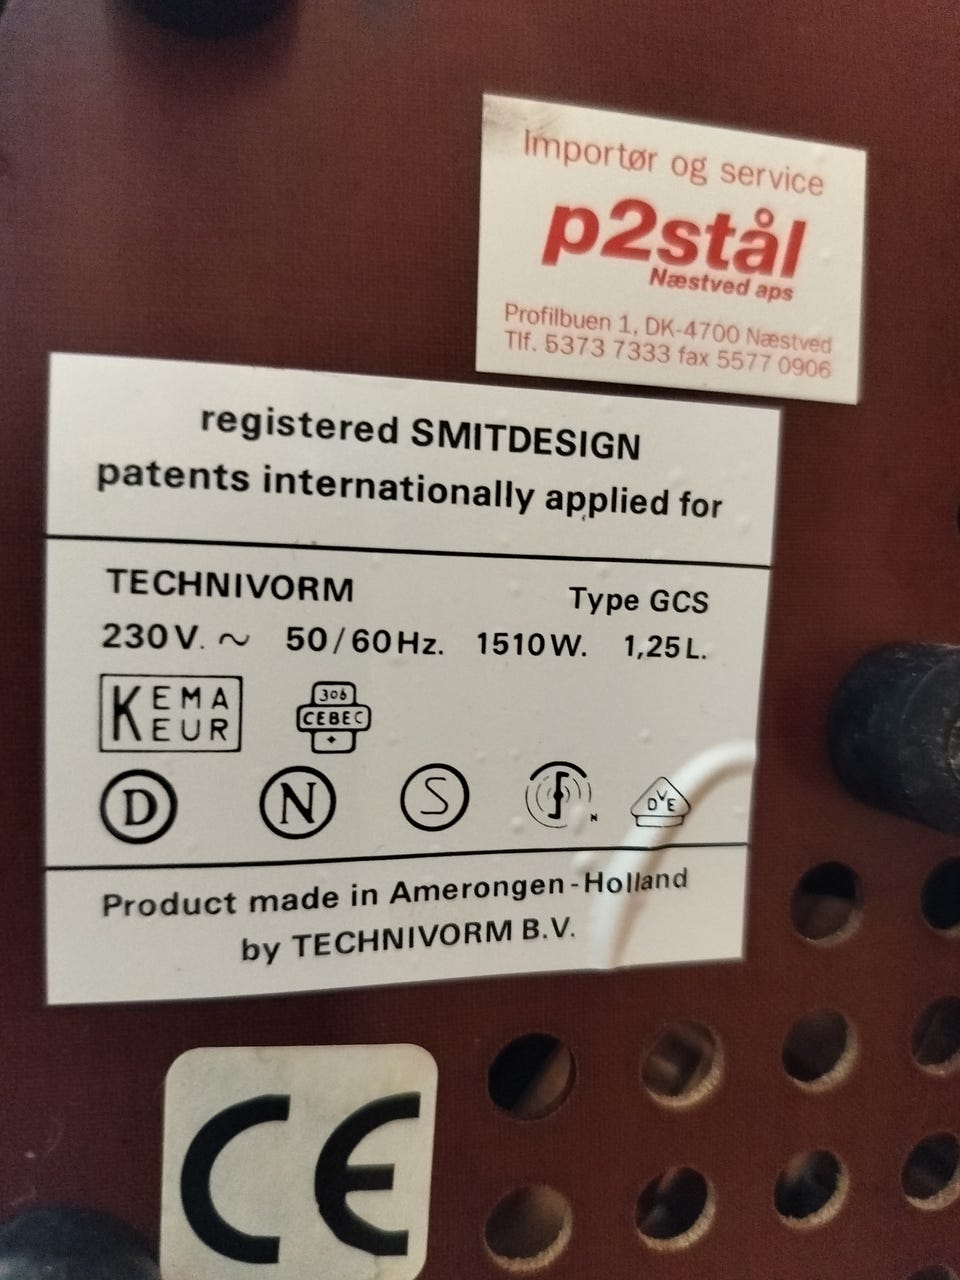 Importør og service
p2stål
Næstved aps
Profilbuen 1, DK-4700 Næstved
Tlf. 5373 7333 fax 5577 0906
registered SMITDESIGN
patents internationally applied for
TECHNIVORM Type GCS
230V. ~ 50/60Hz. 1510W. 1,25L.
KEMA
EUR
306
CEBEC
D N S N DVE
Product made in Amerongen-Holland
by TECHNIVORM B.V.
CE